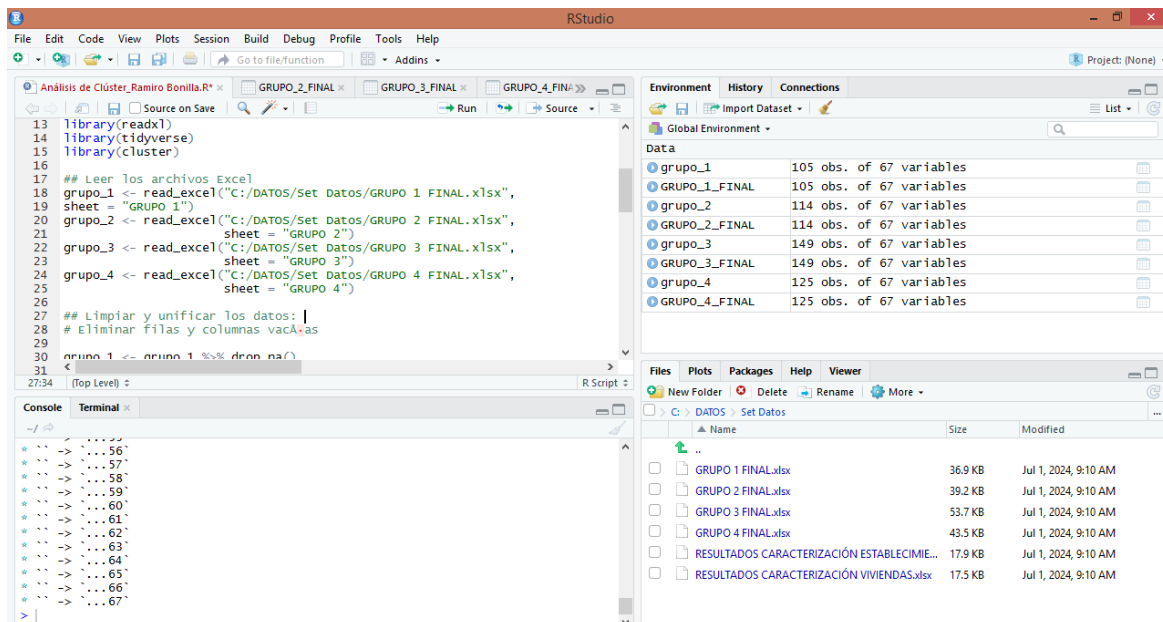 RStudio
File Edit Code View Plots Session Build Debug Profile Tools Help
Go to file/function Addins Project: (None)
Análisis de Clúster_Ramiro Bonilla.R* GRUPO_2_FINAL GRUPO_3_FINAL GRUPO_4_FINA
Source on Save Run Source
13 library(readxl)
14 library(tidyverse)
15 library(cluster)
16
17 ## Leer los archivos Excel
18 grupo_1 <- read_excel("C:/DATOS/Set Datos/GRUPO 1 FINAL.xlsx",
19 sheet = "GRUPO 1")
20 grupo_2 <- read_excel("C:/DATOS/Set Datos/GRUPO 2 FINAL.xlsx",
21 sheet = "GRUPO 2")
22 grupo_3 <- read_excel("C:/DATOS/Set Datos/GRUPO 3 FINAL.xlsx",
23 sheet = "GRUPO 3")
24 grupo_4 <- read_excel("C:/DATOS/Set Datos/GRUPO 4 FINAL.xlsx",
25 sheet = "GRUPO 4")
26
27 ## Limpiar y unificar los datos:
28 # Eliminar filas y columnas vacÃ·as
29
30 grupo_1 <- grupo_1 %>% drop_na()
31
27:34 (Top Level) R Script
Console Terminal
~/
* `` -> `...55`
* `` -> `...56`
* `` -> `...57`
* `` -> `...58`
* `` -> `...59`
* `` -> `...60`
* `` -> `...61`
* `` -> `...62`
* `` -> `...63`
* `` -> `...64`
* `` -> `...65`
* `` -> `...66`
* `` -> `...67`
>
Environment History Connections
Import Dataset List
Global Environment
Data
grupo_1 105 obs. of 67 variables
GRUPO_1_FINAL 105 obs. of 67 variables
grupo_2 114 obs. of 67 variables
GRUPO_2_FINAL 114 obs. of 67 variables
grupo_3 149 obs. of 67 variables
GRUPO_3_FINAL 149 obs. of 67 variables
grupo_4 125 obs. of 67 variables
GRUPO_4_FINAL 125 obs. of 67 variables
Files Plots Packages Help Viewer
New Folder Delete Rename More
C: > DATOS > Set Datos ...
Name Size Modified
..
GRUPO 1 FINAL.xlsx 36.9 KB Jul 1, 2024, 9:10 AM
GRUPO 2 FINAL.xlsx 39.2 KB Jul 1, 2024, 9:10 AM
GRUPO 3 FINAL.xlsx 53.7 KB Jul 1, 2024, 9:10 AM
GRUPO 4 FINAL.xlsx 43.5 KB Jul 1, 2024, 9:10 AM
RESULTADOS CARACTERIZACIÓN ESTABLECIMIE... 17.9 KB Jul 1, 2024, 9:10 AM
RESULTADOS CARACTERIZACIÓN VIVIENDAS.xlsx 17.5 KB Jul 1, 2024, 9:10 AM